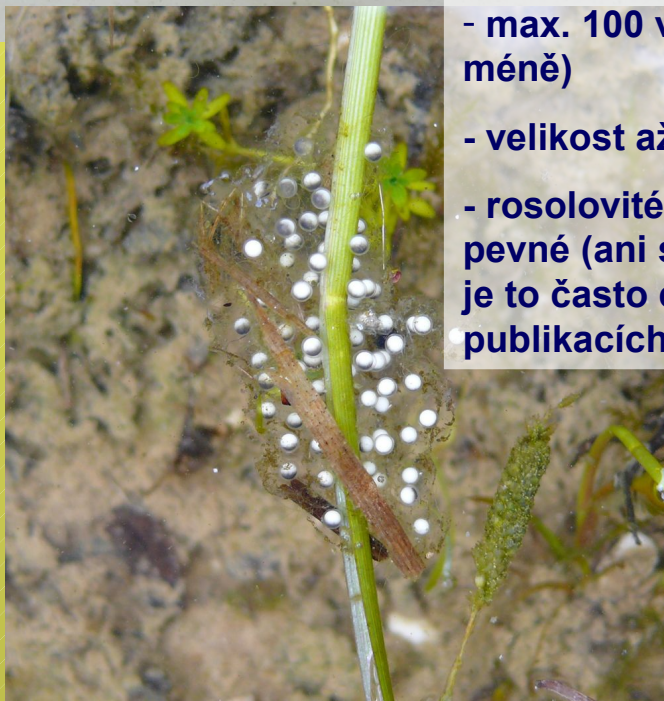 - max. 100
méně)
- velikost až
- rosolovité
pevné (ani
je to často
publikacích